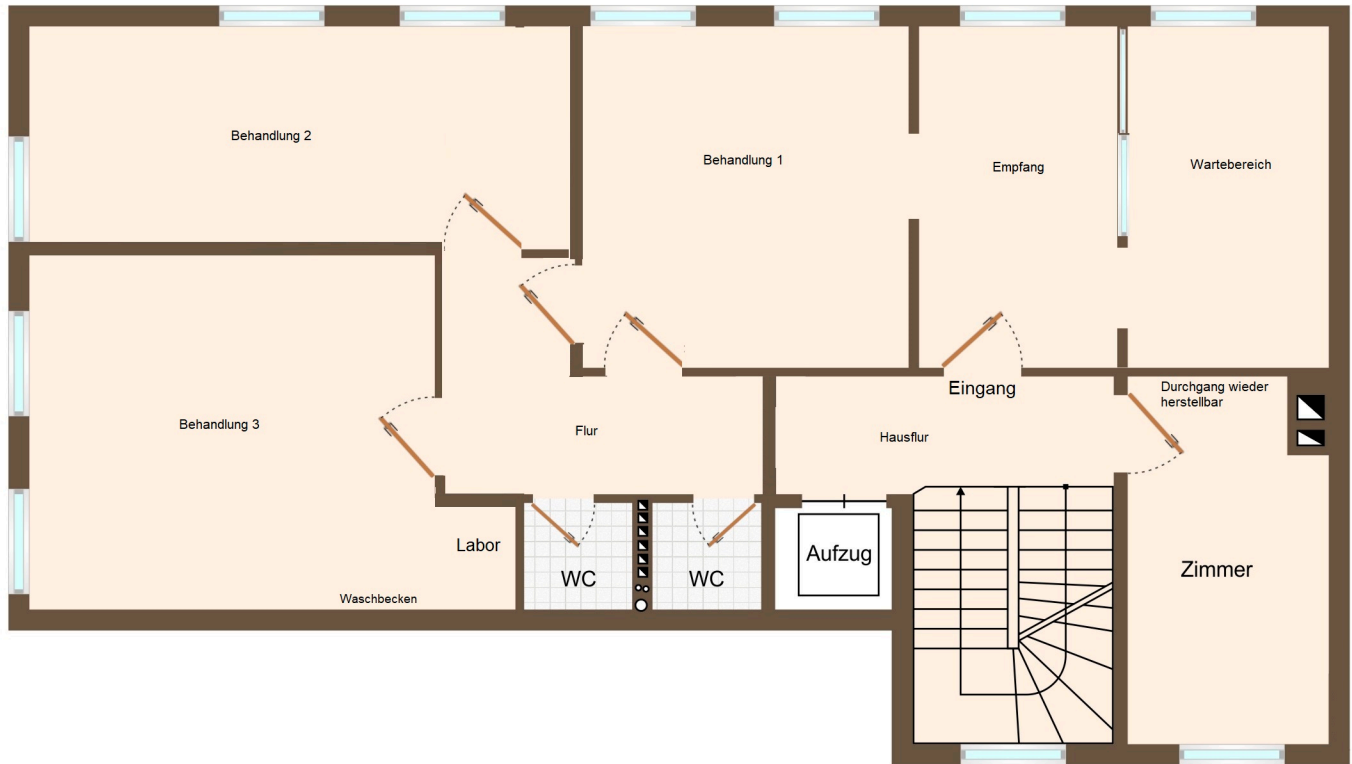 Behandlung 2
Behandlung 1
Empfang
Wartebereich
Eingang
Durchgang wieder
herstellbar
Behandlung 3
Flur
Hausflur
Labor
WC
WC
Aufzug
Zimmer
Waschbecken